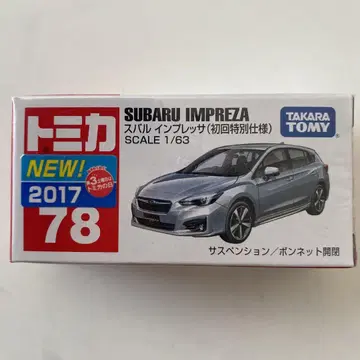 SUBARU IMPREZA
スバル インプレッサ(初回特別仕様)
SCALE 1/63
TAKARA
TOMY
トミカ
NEW!
2017
78
サスペンション/ボンネット開閉